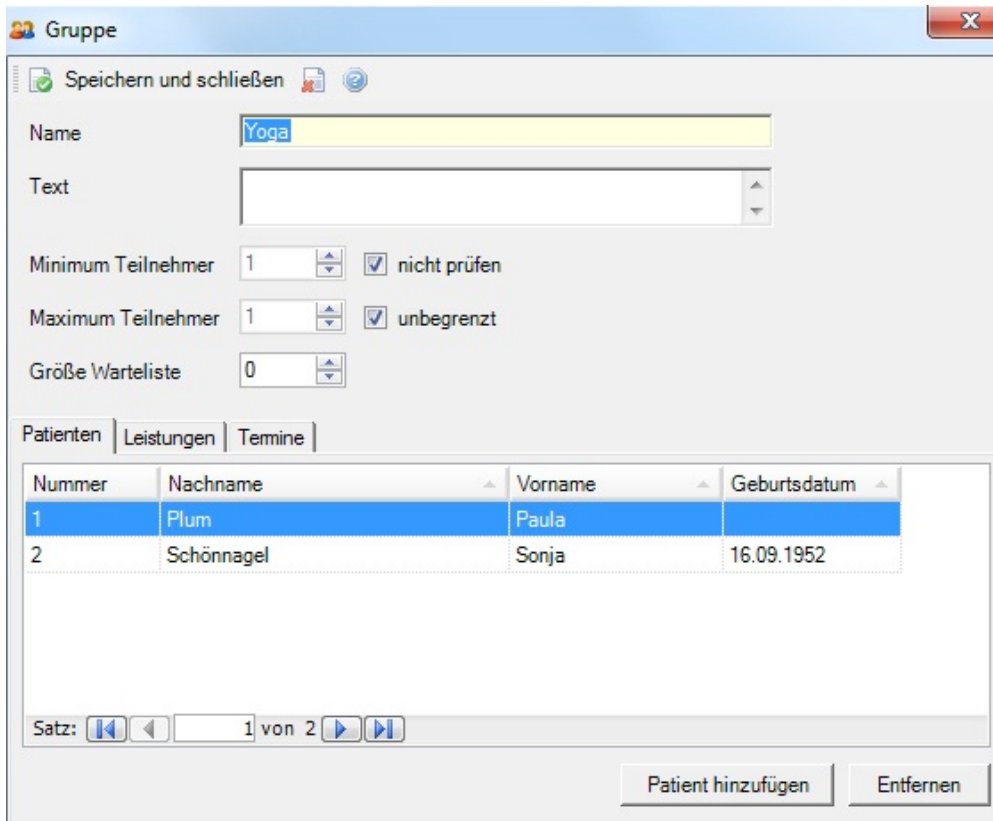 Gruppe
Speichern und schließen
Name Yoga
Text
Minimum Teilnehmer 1 nicht prüfen
Maximum Teilnehmer 1 unbegrenzt
Größe Warteliste 0
Patienten Leistungen Termine
Nummer Nachname Vorname Geburtsdatum
1 Plum Paula
2 Schönnagel Sonja 16.09.1952
Satz: 1 von 2
Patient hinzufügen Entfernen